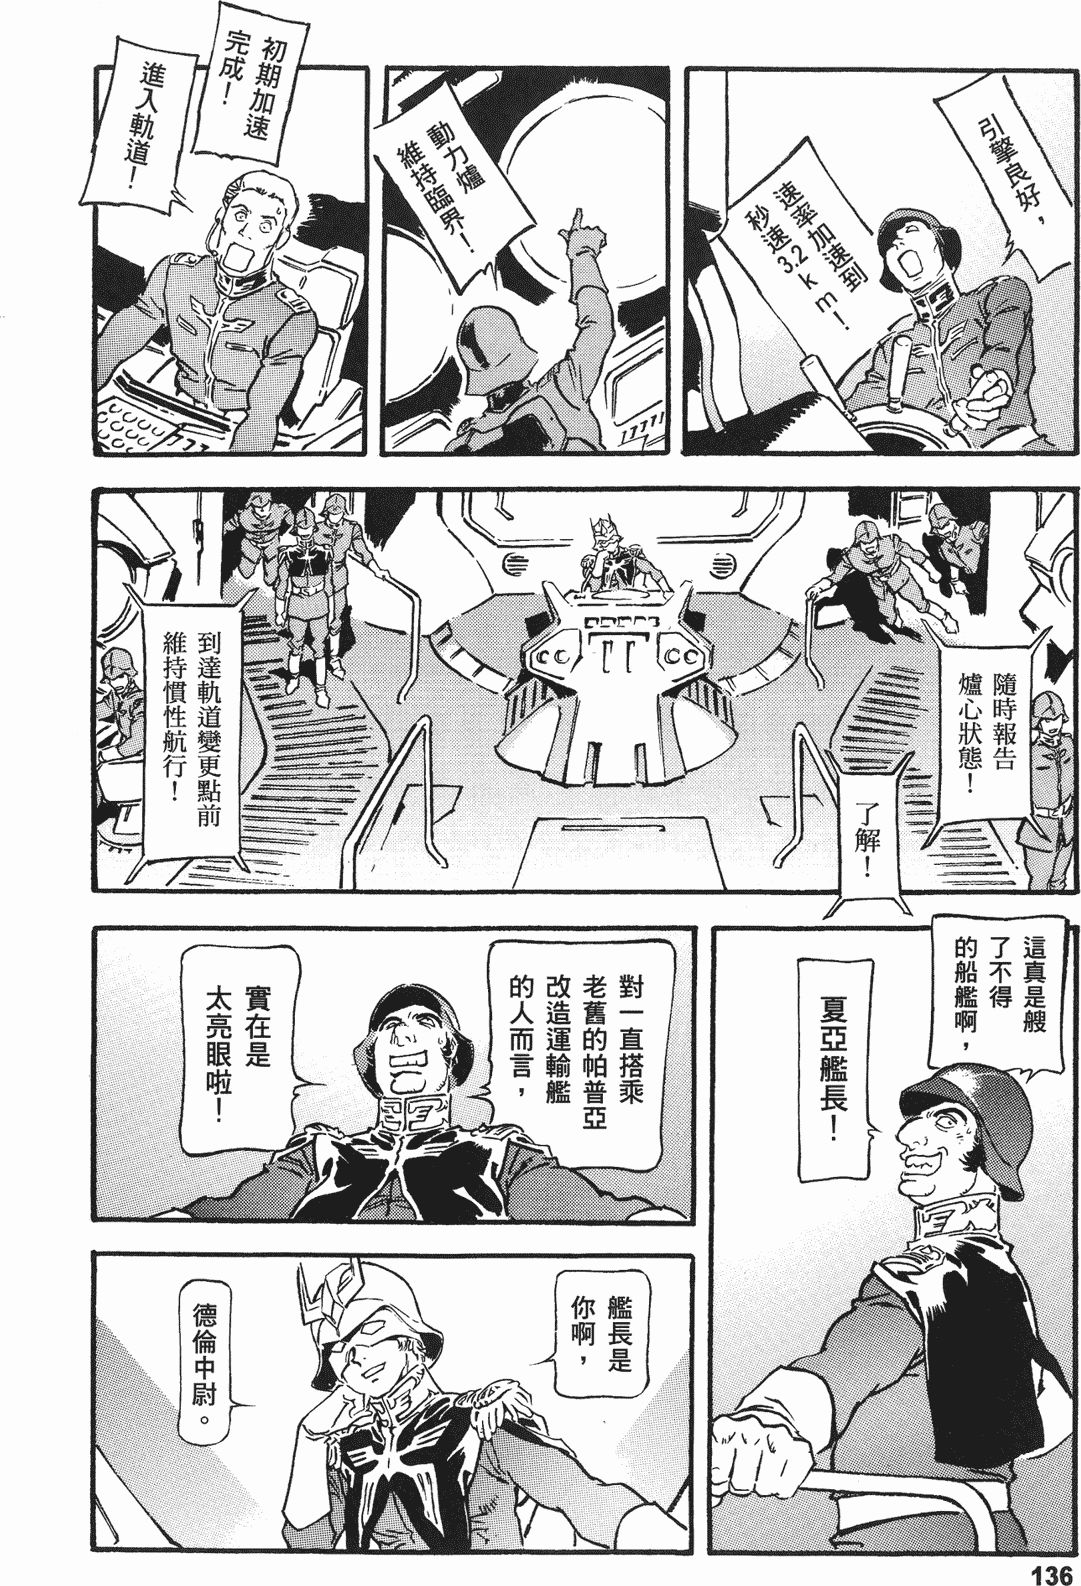 引擎良好，
速率加速到
秒速3.2km！
動力爐
維持臨界！
初期加速
完成！
進入軌道！
隨時報告
爐心狀態！
了解！
到達軌道變更點前
維持慣性航行！
這真是艘
了不得
的船艦啊，
夏亞艦長！
對一直搭乘
老舊的帕普亞
改造運輸艦
的人而言，
實在是
太亮眼啦！
艦長是
你啊，
德倫中尉。
136